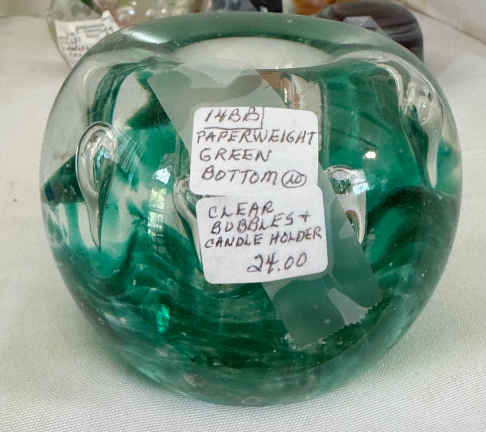 14BB
PAPERWEIGHT
GREEN
BOTTOM
CLEAR
BUBBLES +
CANDLE HOLDER
24.00